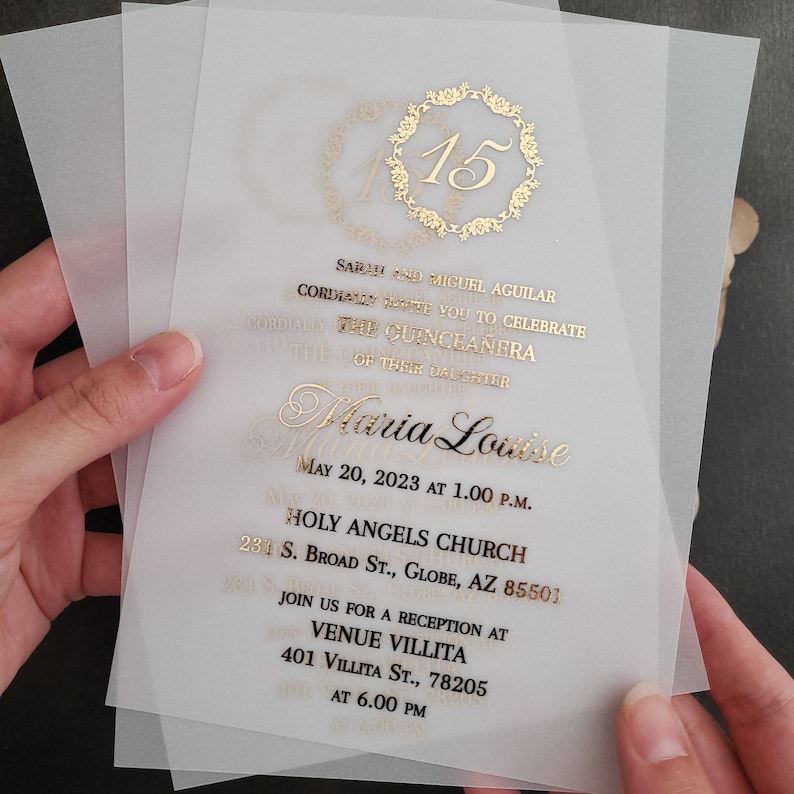 15
SARAH AND MIGUEL AGUILAR
CORDIALLY INVITE YOU TO CELEBRATE
THE QUINCEAÑERA
OF THEIR DAUGHTER
Maria Louise
MAY 20, 2023 AT 1.00 P.M.
HOLY ANGELS CHURCH
231 S. BROAD ST., GLOBE, AZ 85501
JOIN US FOR A RECEPTION AT
VENUE VILLITA
401 VILLITA ST., 78205
AT 6.00 PM